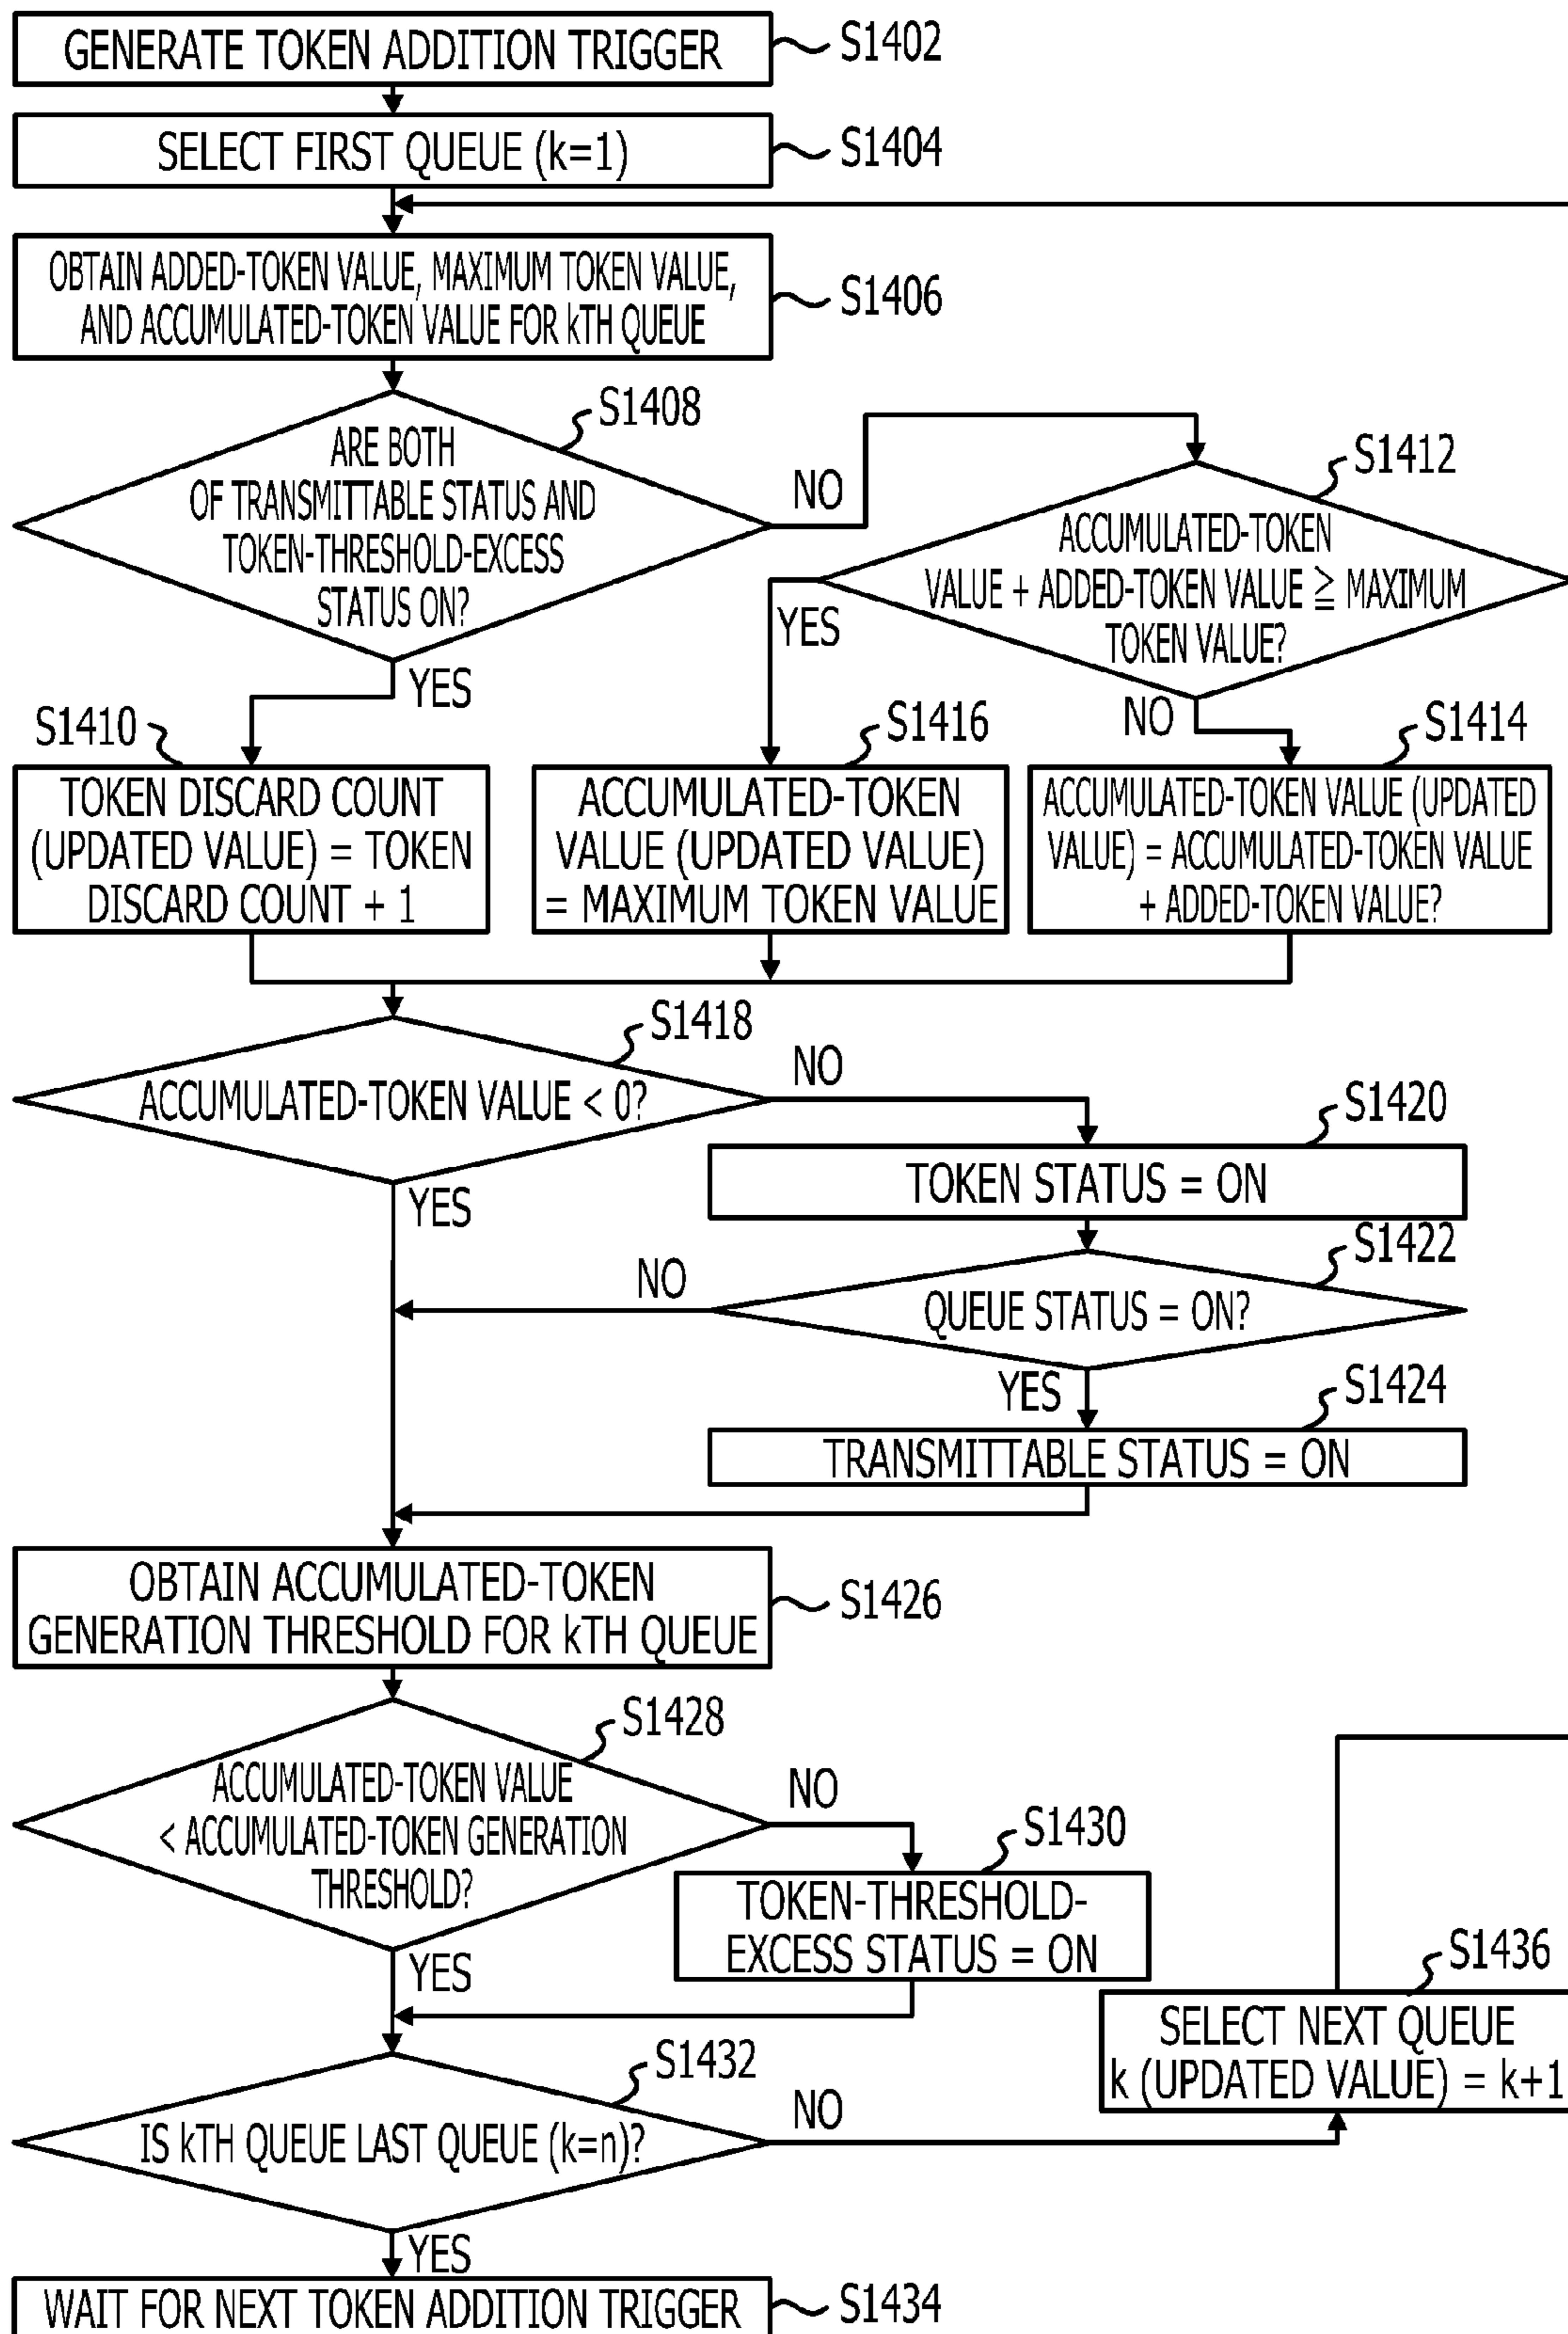 GENERATE TOKEN ADDITION TRIGGER
S1402
SELECT FIRST QUEUE (k=1)
S1404
OBTAIN ADDED-TOKEN VALUE, MAXIMUM TOKEN VALUE,
AND ACCUMULATED-TOKEN VALUE FOR kTH QUEUE
S1406
S1408
ARE BOTH
OF TRANSMITTABLE STATUS AND
TOKEN-THRESHOLD-EXCESS
STATUS ON?
NO
YES
S1412
ACCUMULATED-TOKEN
VALUE + ADDED-TOKEN VALUE ≧ MAXIMUM
TOKEN VALUE?
YES
NO
S1410
TOKEN DISCARD COUNT
(UPDATED VALUE) = TOKEN
DISCARD COUNT + 1
S1416
ACCUMULATED-TOKEN
VALUE (UPDATED VALUE)
= MAXIMUM TOKEN VALUE
S1414
ACCUMULATED-TOKEN VALUE (UPDATED
VALUE) = ACCUMULATED-TOKEN VALUE
+ ADDED-TOKEN VALUE?
S1418
ACCUMULATED-TOKEN VALUE < 0?
NO
YES
S1420
TOKEN STATUS = ON
S1422
QUEUE STATUS = ON?
NO
YES
S1424
TRANSMITTABLE STATUS = ON
OBTAIN ACCUMULATED-TOKEN
GENERATION THRESHOLD FOR kTH QUEUE
S1426
S1428
ACCUMULATED-TOKEN VALUE
< ACCUMULATED-TOKEN GENERATION
THRESHOLD?
NO
YES
S1430
TOKEN-THRESHOLD-
EXCESS STATUS = ON
S1436
SELECT NEXT QUEUE
k (UPDATED VALUE) = k+1
S1432
IS kTH QUEUE LAST QUEUE (k=n)?
NO
YES
WAIT FOR NEXT TOKEN ADDITION TRIGGER
S1434